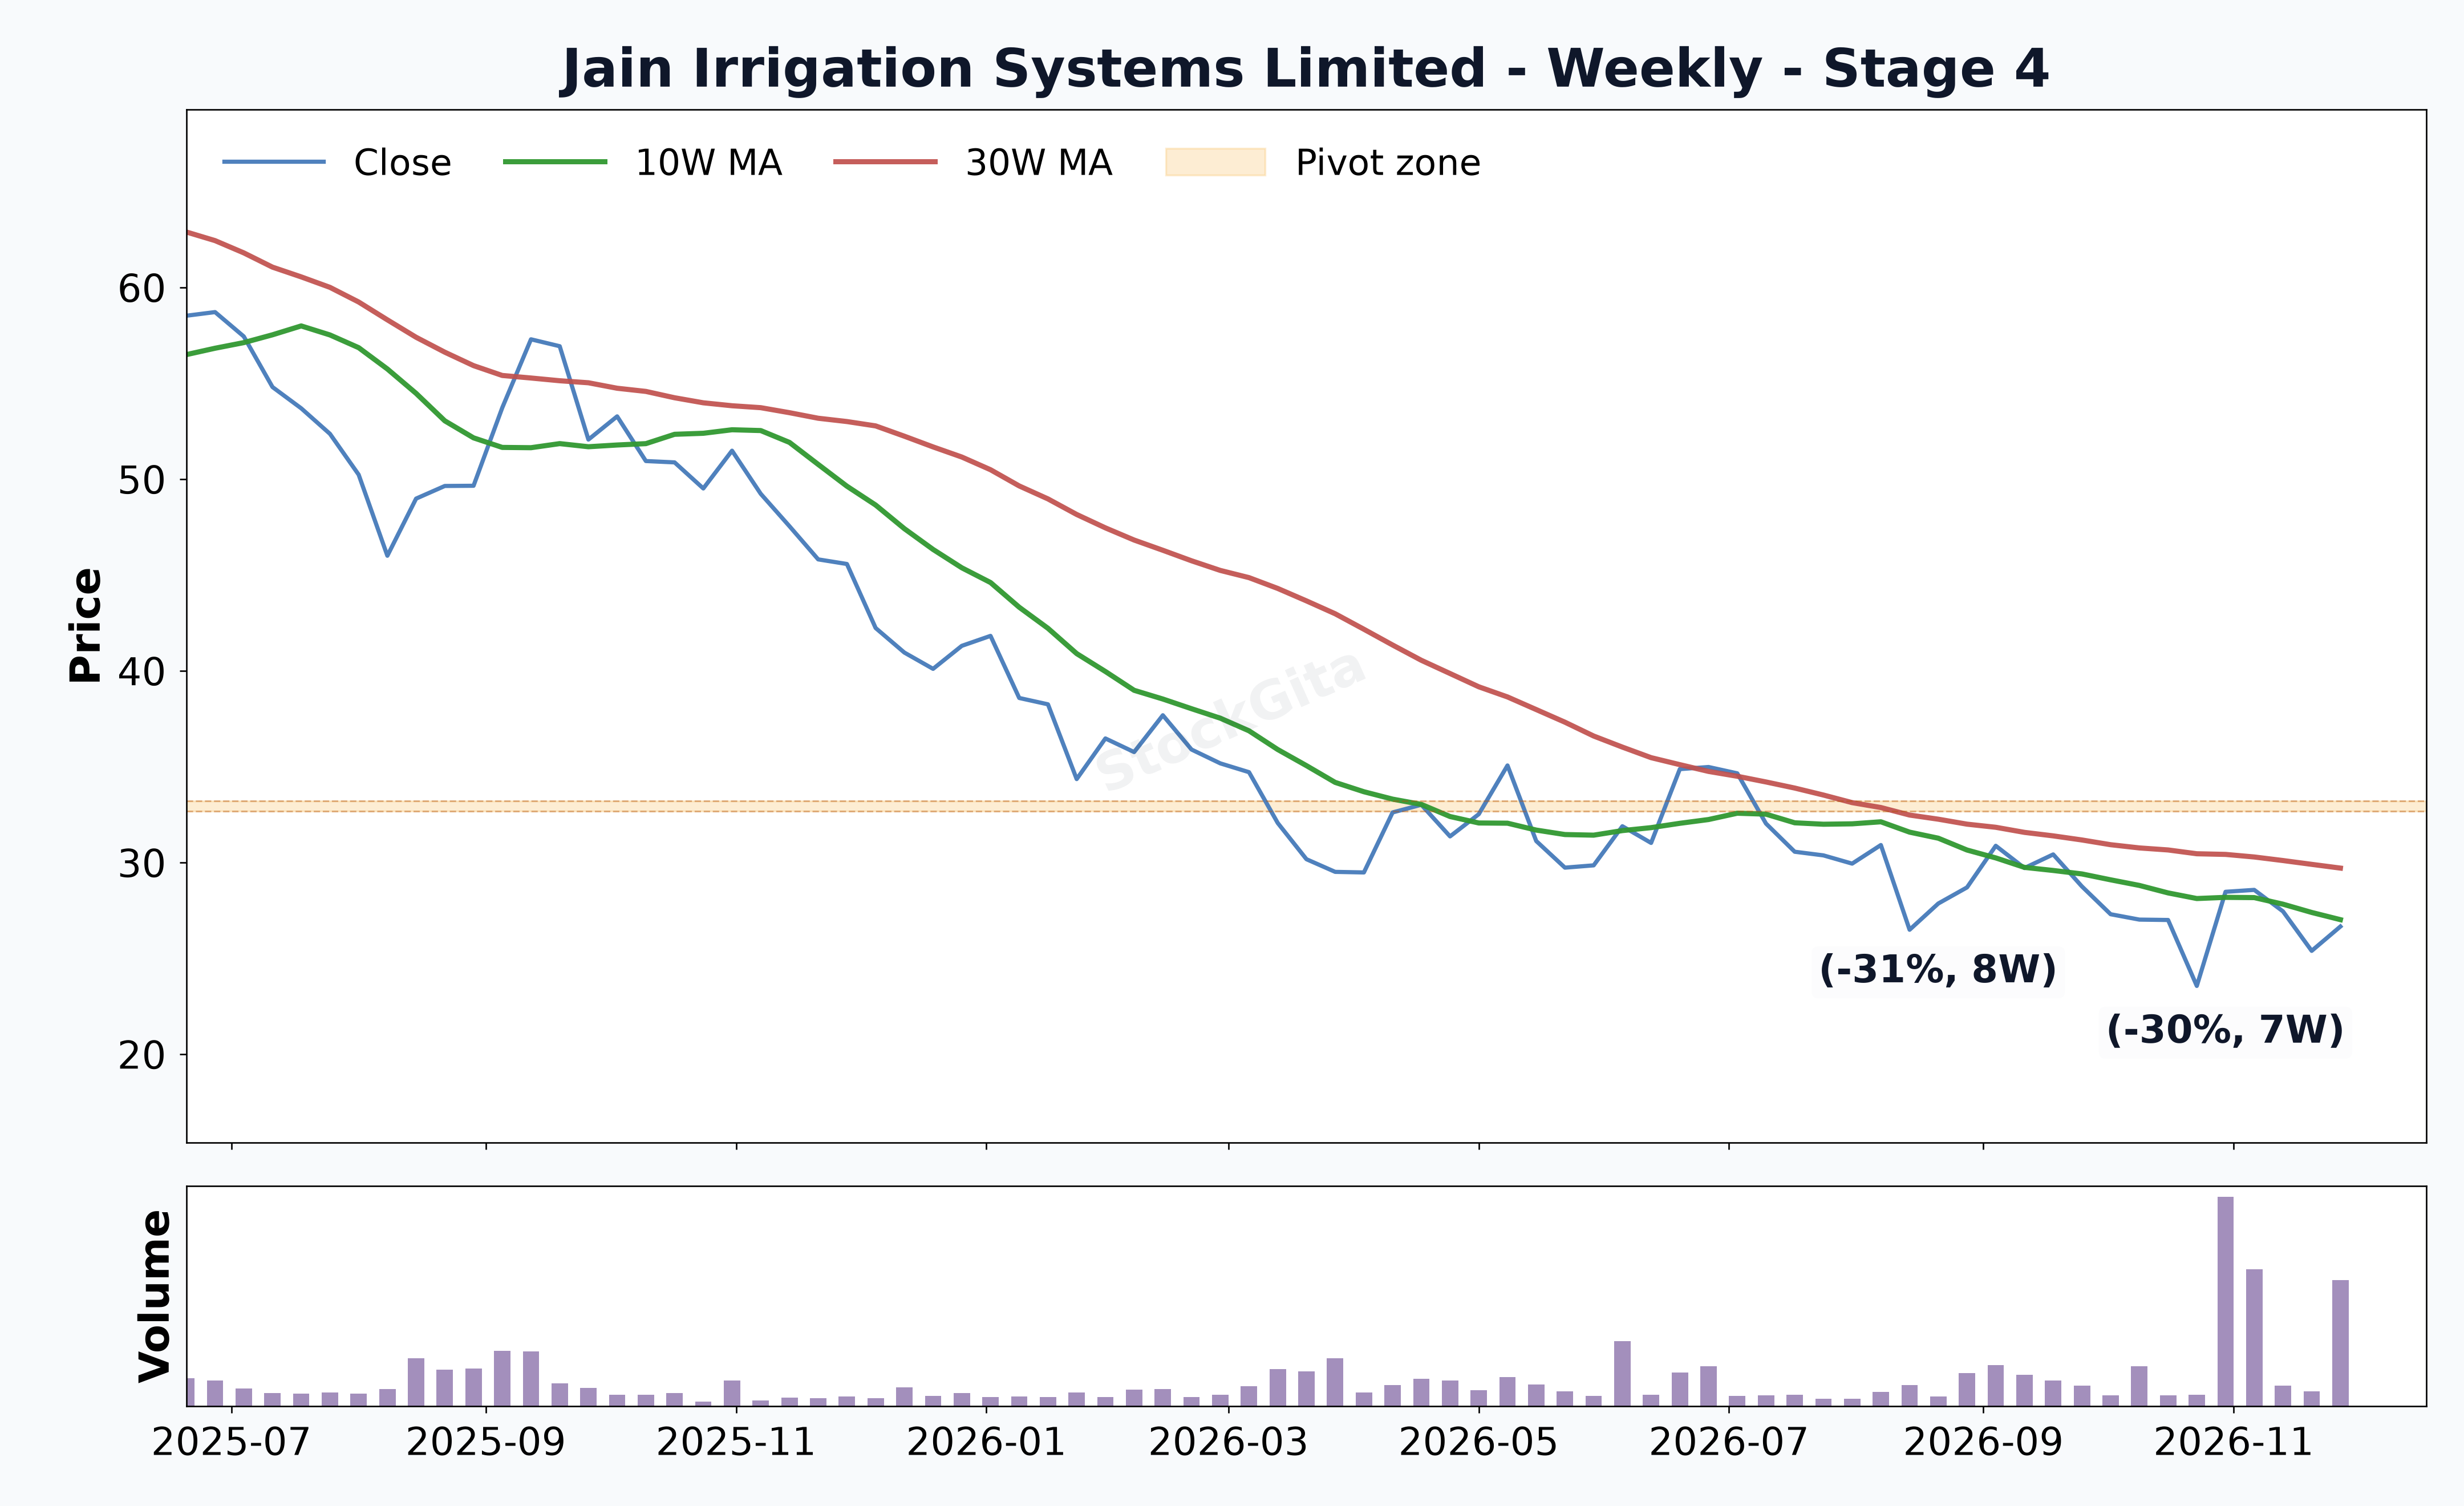 Jain Irrigation Systems Limited - Weekly - Stage 4
Close 10W MA 30W MA Pivot zone
Price
60
50
40
30
20
StockGita
(-31%, 8W)
(-30%, 7W)
Volume
2025-07 2025-09 2025-11 2026-01 2026-03 2026-05 2026-07 2026-09 2026-11